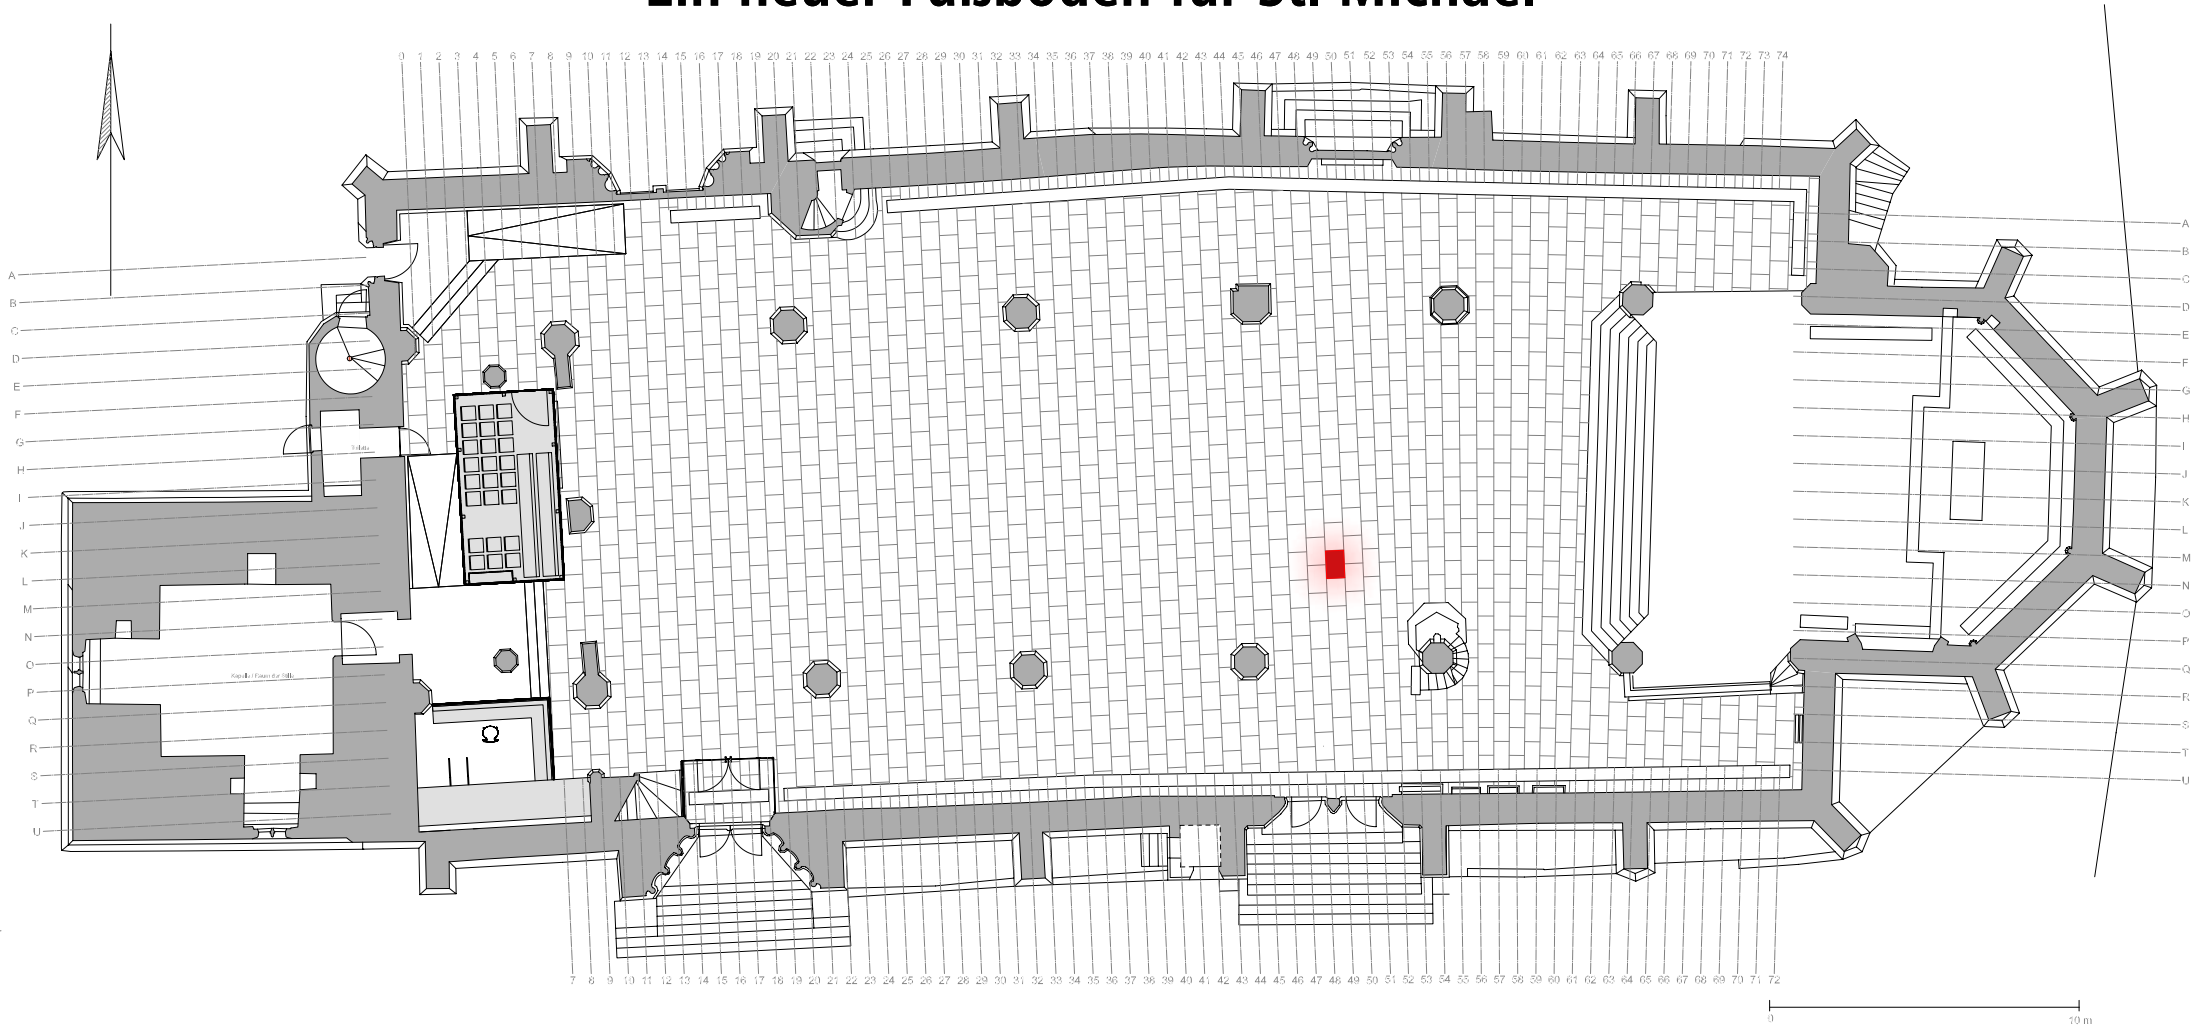 Ein neuer Fußboden für St. Michael
0 1 2 3 4 5 6 7 8 9 10 11 12 13 14 15 16 17 18 19 20 21 22 23 24 25 26 27 28 29 30 31 32 33 34 35 36 37 38 39 40 41 42 43 44 45 46 47 48 49 50 51 52 53 54 55 56 57 58 59 60 61 62 63 64 65 66 67 68 69 70 71 72 73 74
A
B
C
D
E
F
G
H
I
J
K
L
M
N
O
P
Q
R
S
T
U
Kapelle / Raum der Stille
A
B
C
D
E
F
G
H
I
J
K
L
M
N
O
P
Q
R
S
T
U
7 8 9 10 11 12 13 14 15 16 17 18 19 20 21 22 23 24 25 26 27 28 29 30 31 32 33 34 35 36 37 38 39 40 41 42 43 44 45 46 47 48 49 50 51 52 53 54 55 56 57 58 59 60 61 62 63 64 65 66 67 68 69 70 71 72
0 10 m